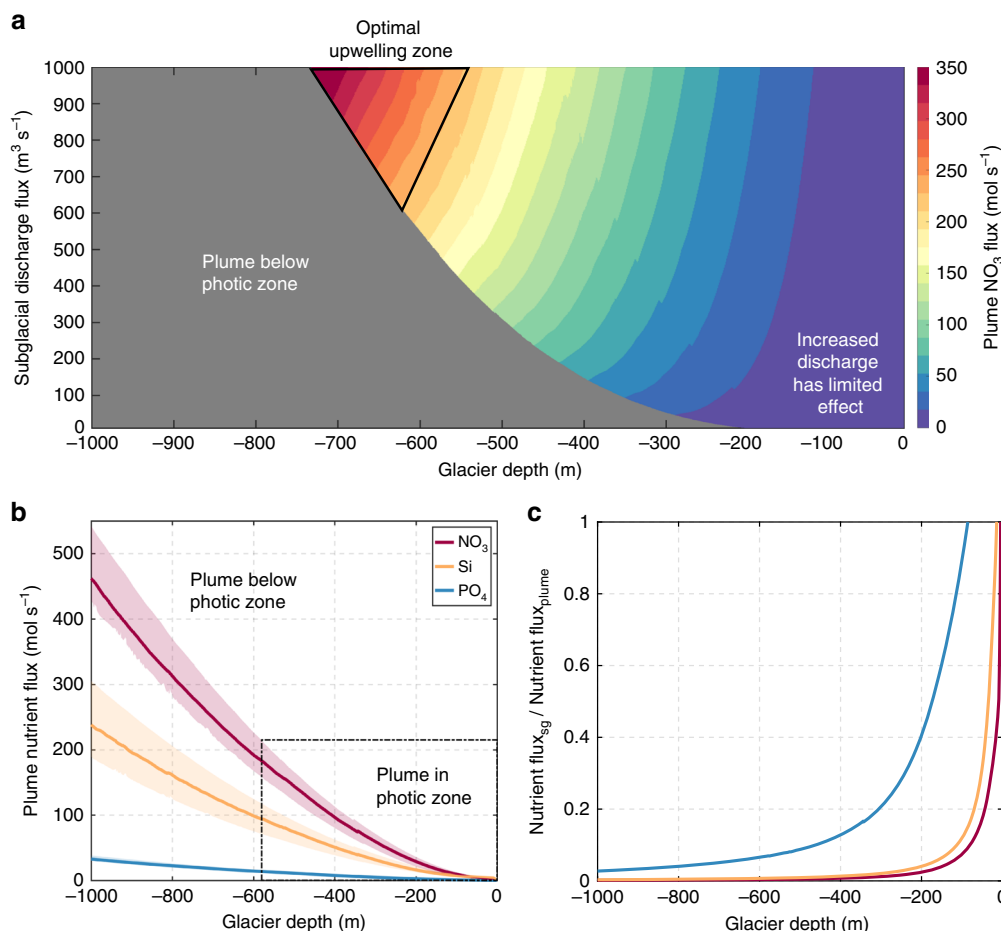 a
Optimal
upwelling zone
1000
900
800
700
600
500
400
300
200
100
0
Subglacial discharge flux (m³ s⁻¹)
Plume below
photic zone
Increased
discharge
has limited
effect
−1000
−900
−800
−700
−600
−500
−400
−300
−200
−100
0
Glacier depth (m)
350
300
250
200
150
100
50
0
Plume NO₃ flux (mol s⁻¹)
b
500
400
300
200
100
0
Plume nutrient flux (mol s⁻¹)
Plume below
photic zone
NO₃
Si
PO₄
Plume in
photic zone
−1000
−800
−600
−400
−200
0
Glacier depth (m)
c
1
0.8
0.6
0.4
0.2
0
Nutrient flux_sg / Nutrient flux_plume
−1000
−800
−600
−400
−200
0
Glacier depth (m)